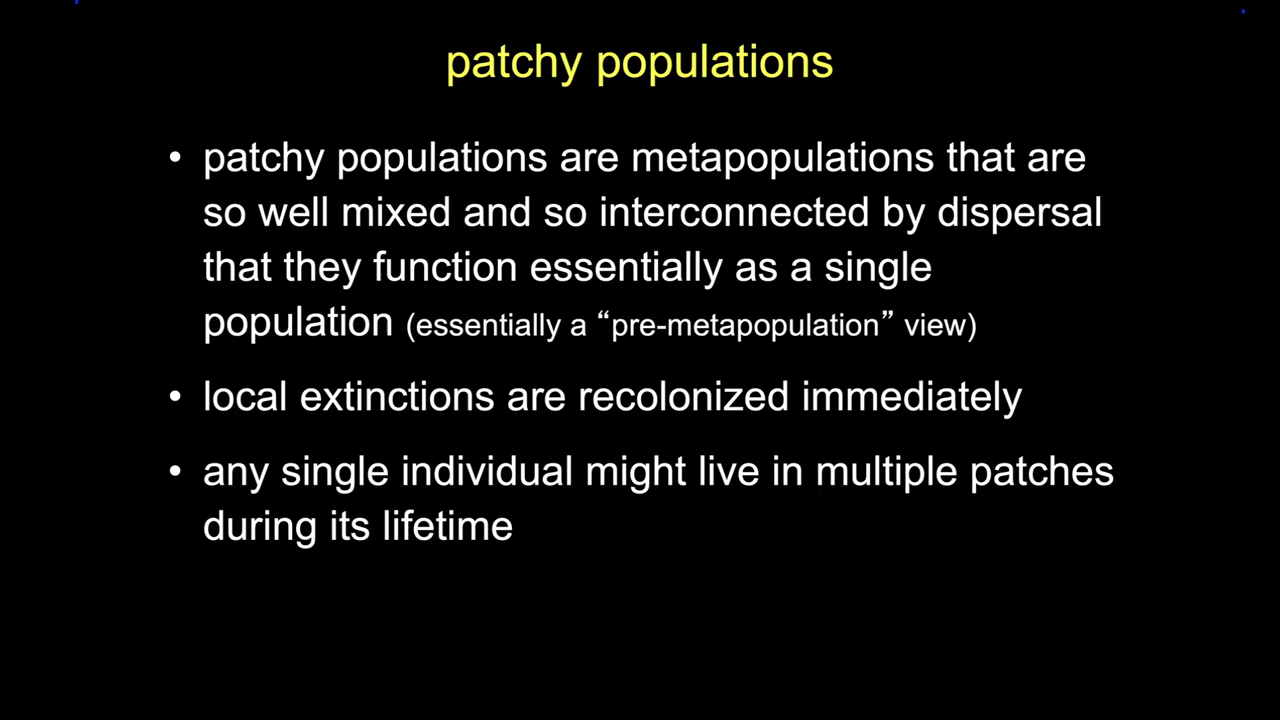 patchy populations
• patchy populations are metapopulations that are
so well mixed and so interconnected by dispersal
that they function essentially as a single
population (essentially a “pre-metapopulation” view)
• local extinctions are recolonized immediately
• any single individual might live in multiple patches
during its lifetime